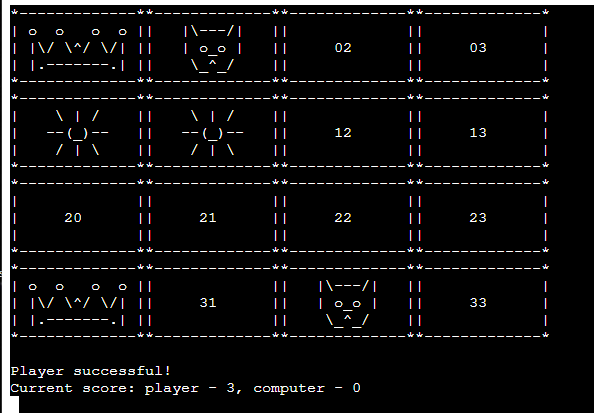 *-------------**-------------**-------------**-------------*
| o   o   o  o ||   |\---/|   ||             ||             |
| |\/ \^/ \/| ||   | o_o |   ||     02      ||     03      |
| |.-------.| ||    \_^_/    ||             ||             |
*-------------**-------------**-------------**-------------*
*-------------**-------------**-------------**-------------*
|    \ | /    ||    \ | /    ||             ||             |
|   --(_)--   ||   --(_)--   ||     12      ||     13      |
|    / | \    ||    / | \    ||             ||             |
*-------------**-------------**-------------**-------------*
*-------------**-------------**-------------**-------------*
|             ||             ||             ||             |
|     20      ||     21      ||     22      ||     23      |
|             ||             ||             ||             |
*-------------**-------------**-------------**-------------*
*-------------**-------------**-------------**-------------*
| o  o   o  o ||             ||   |\---/|   ||             |
| |\/ \^/ \/| ||     31      ||   | o_o |   ||     33      |
| |.-------.| ||             ||    \_^_/    ||             |
*-------------**-------------**-------------**-------------*
Player successful!
Current score: player - 3, computer - 0